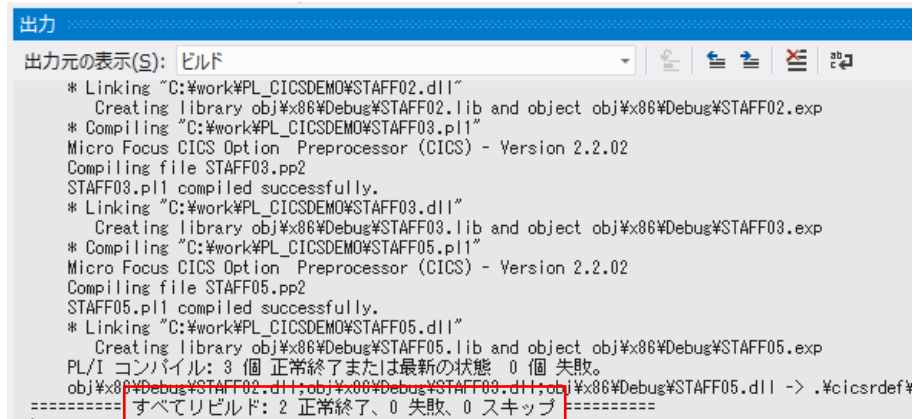 出力
出力元の表示(S): ビルド
* Linking "C:¥work¥PL_CICSDEMO¥STAFF02.dll"
Creating library obj¥x86¥Debug¥STAFF02.lib and object obj¥x86¥Debug¥STAFF02.exp
* Compiling "C:¥work¥PL_CICSDEMO¥STAFF03.pl1"
Micro Focus CICS Option  Preprocessor (CICS) - Version 2.2.02
Compiling file STAFF03.pp2
STAFF03.pl1 compiled successfully.
* Linking "C:¥work¥PL_CICSDEMO¥STAFF03.dll"
Creating library obj¥x86¥Debug¥STAFF03.lib and object obj¥x86¥Debug¥STAFF03.exp
* Compiling "C:¥work¥PL_CICSDEMO¥STAFF05.pl1"
Micro Focus CICS Option  Preprocessor (CICS) - Version 2.2.02
Compiling file STAFF05.pp2
STAFF05.pl1 compiled successfully.
* Linking "C:¥work¥PL_CICSDEMO¥STAFF05.dll"
Creating library obj¥x86¥Debug¥STAFF05.lib and object obj¥x86¥Debug¥STAFF05.exp
PL/I コンパイル: 3 個 正常終了または最新の状態  0 個 失敗。
obj¥x86¥Debug¥STAFF02.dll;obj¥x86¥Debug¥STAFF03.dll;obj¥x86¥Debug¥STAFF05.dll -> .¥cicsrdef¥
========== すべてリビルド: 2 正常終了、0 失敗、0 スキップ ==========